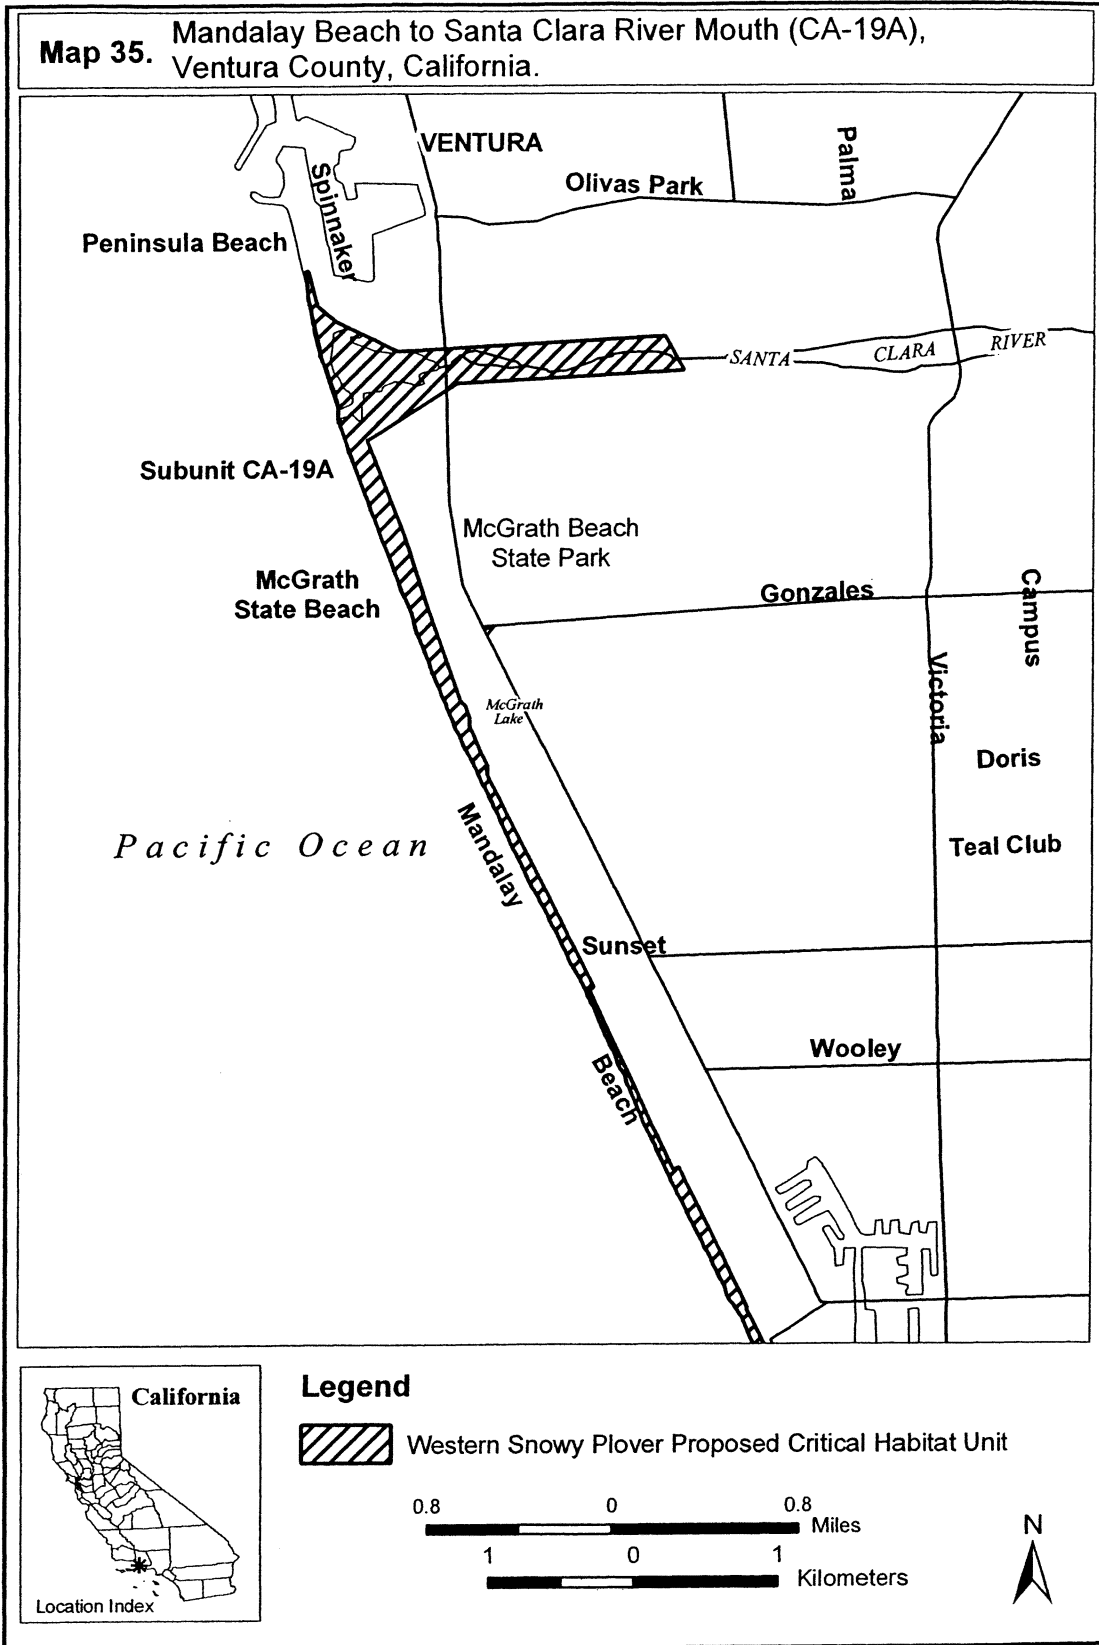 Map 35.
Mandalay Beach to Santa Clara River Mouth (CA-19A),
Ventura County, California.
VENTURA
Palma
Olivas Park
Spinnaker
Peninsula Beach
SANTA
CLARA
RIVER
Subunit CA-19A
McGrath Beach
State Park
McGrath
State Beach
Gonzales
Campus
Victoria
McGrath
Lake
Doris
Mandalay
Pacific Ocean
Teal Club
Sunset
Wooley
Beach
California
Location Index
Legend
Western Snowy Plover Proposed Critical Habitat Unit
0.8 0 0.8
Miles
1 0 1
Kilometers
N